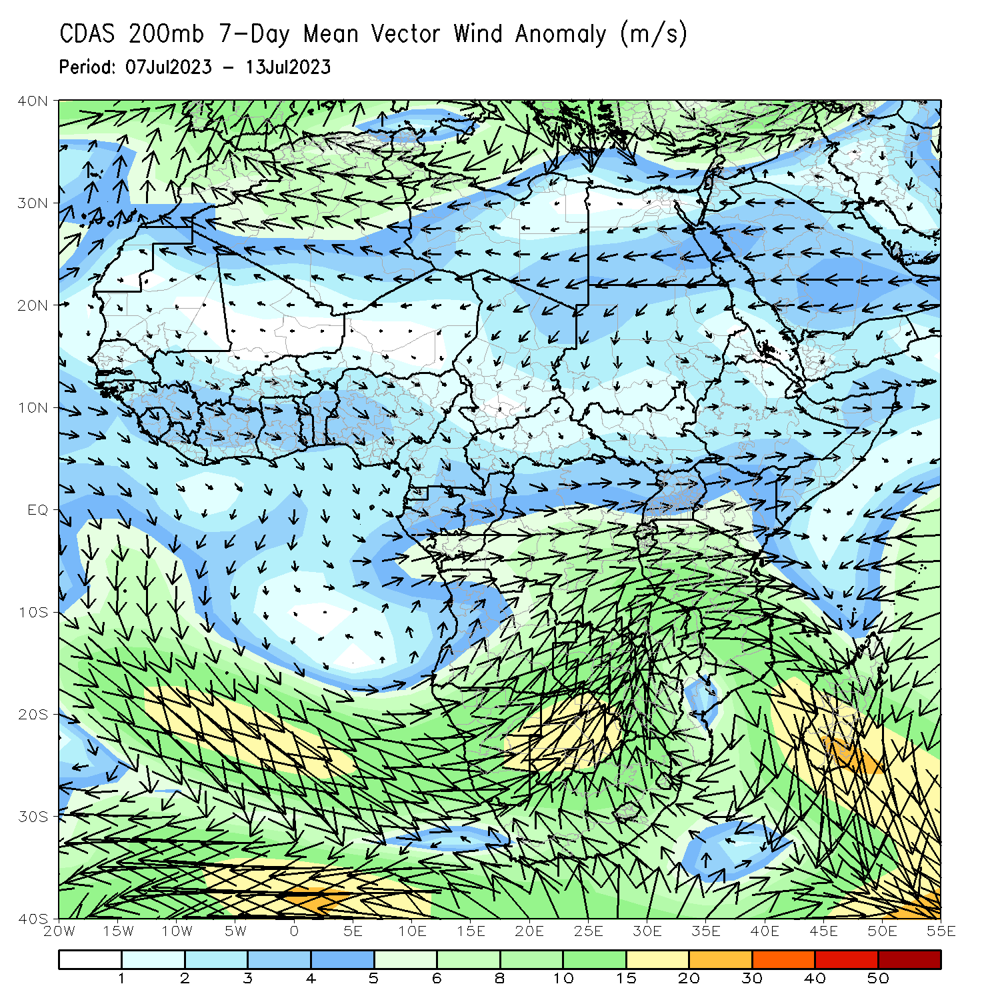 CDAS 200mb 7-Day Mean Vector Wind Anomaly (m/s)
Period: 07Jul2023 - 13Jul2023
40N
30N
20N
10N
EQ
10S
20S
30S
40S
20W 15W 10W 5W 0 5E 10E 15E 20E 25E 30E 35E 40E 45E 50E 55E
1 2 3 4 5 6 8 10 15 20 30 40 50